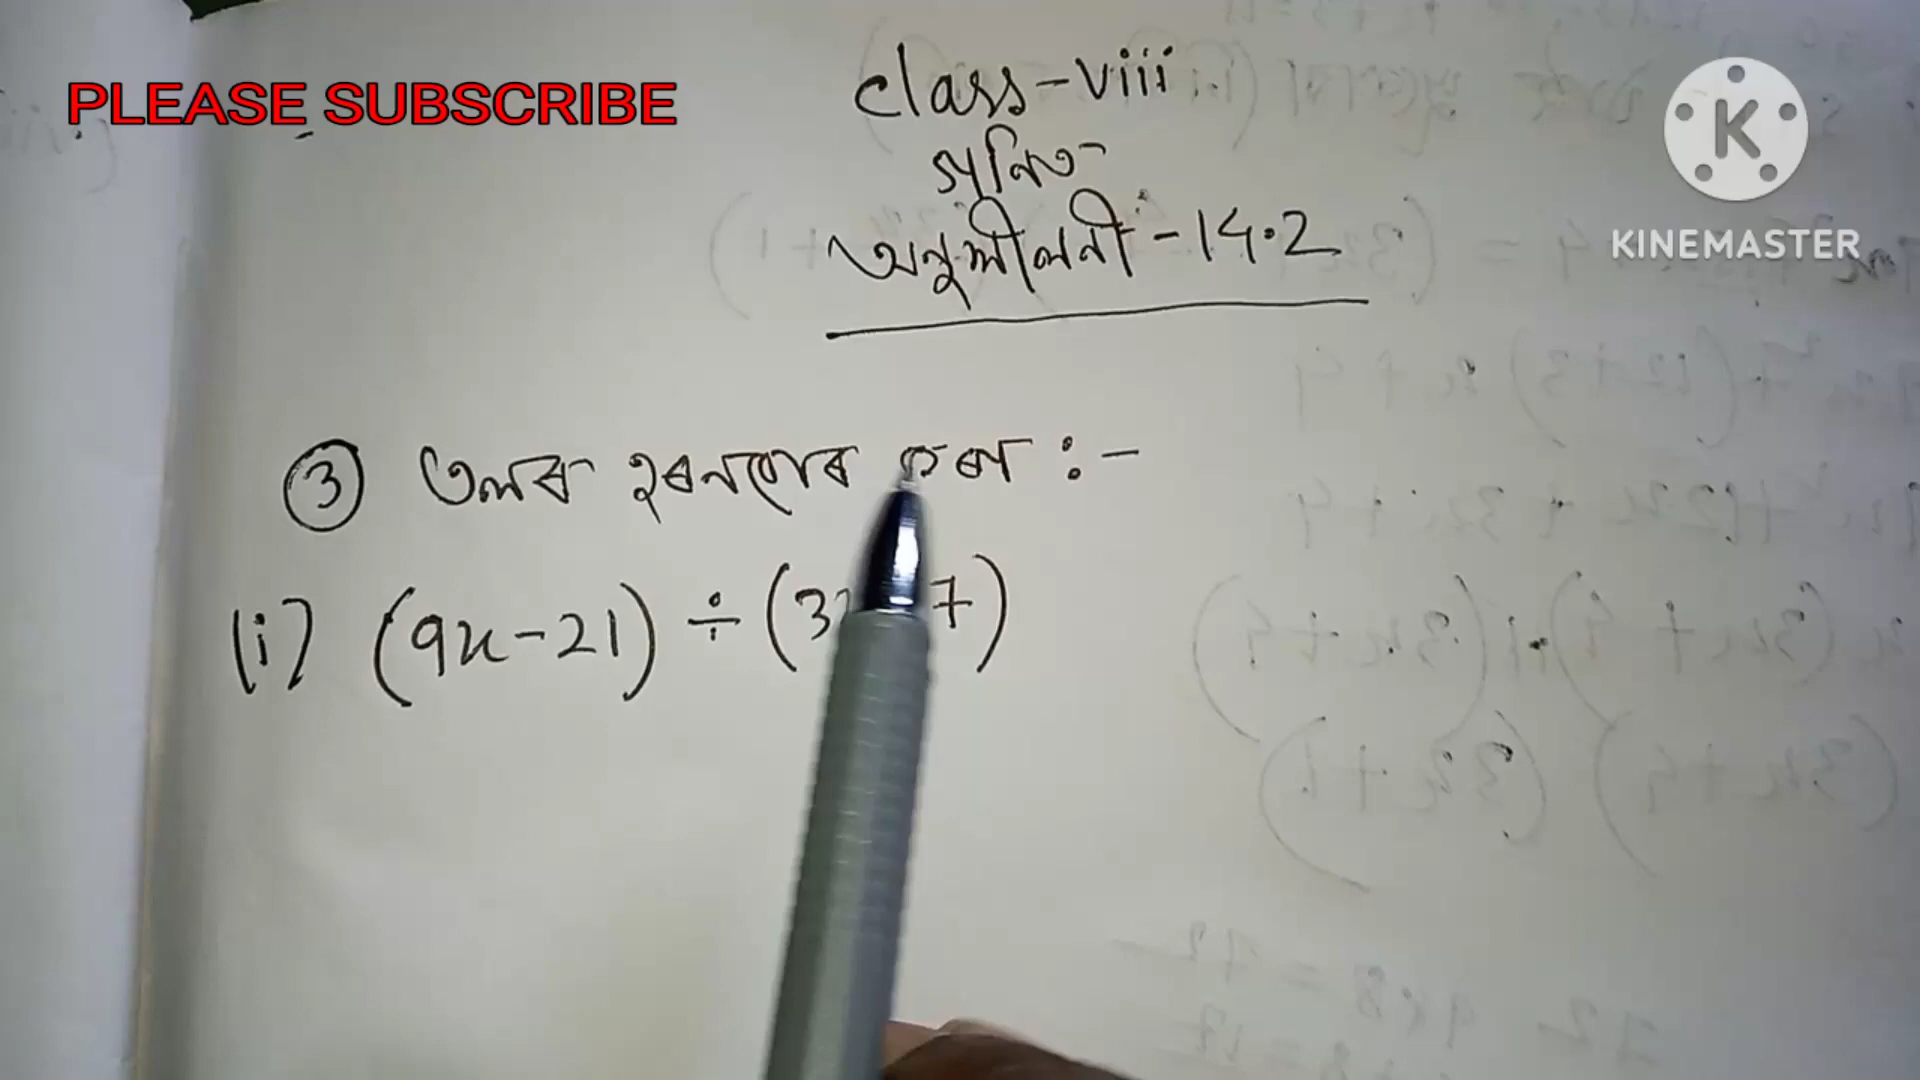 PLEASE SUBSCRIBE
class-viii
গণিত
অনুশীলনী - 14.2
K
KINEMASTER
③ তলৰ হৰণবোৰ কৰা :-
(i) (9x-21) ÷ (3 7)